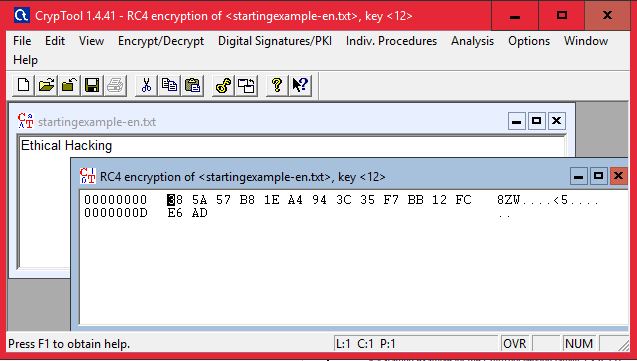 CrypTool 1.4.41 - RC4 encryption of <startingexample-en.txt>, key <12>
File Edit View Encrypt/Decrypt Digital Signatures/PKI Indiv. Procedures Analysis Options Window
Help
startingexample-en.txt
Ethical Hacking
RC4 encryption of <startingexample-en.txt>, key <12>
00000000 38 5A 57 B8 1E A4 94 3C 35 F7 BB 12 FC 8ZW....<5....
0000000D E6 AD ..
Press F1 to obtain help. L:1 C:1 P:1 OVR NUM